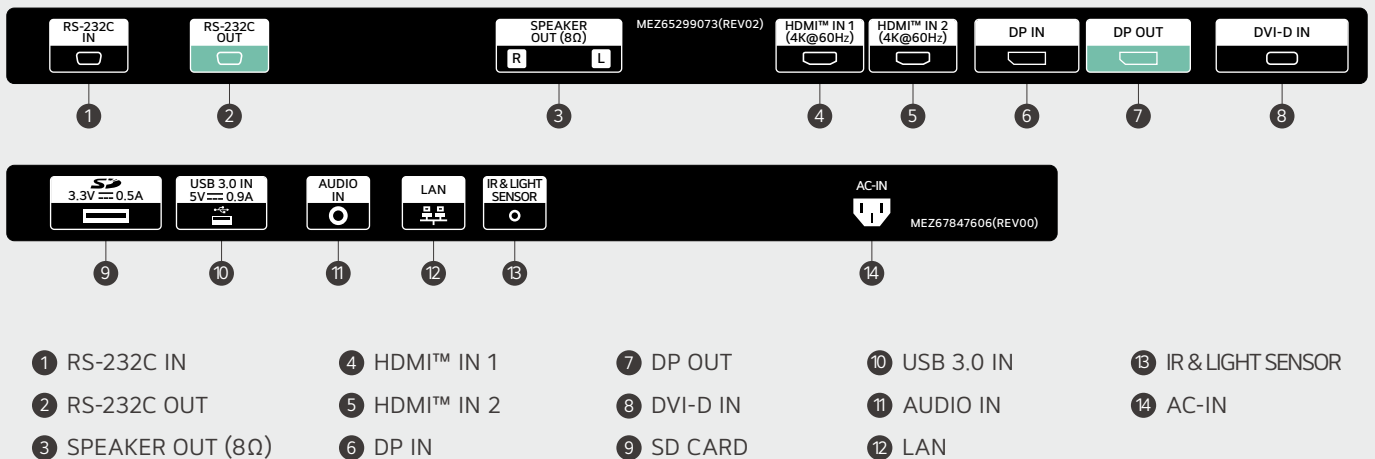 RS-232C
IN
RS-232C
OUT
SPEAKER
OUT (8Ω)
R L
MEZ65299073(REV02)
HDMI™ IN 1
(4K@60Hz)
HDMI™ IN 2
(4K@60Hz)
DP IN
DP OUT
DVI-D IN
1 2 3 4 5 6 7 8
SD
3.3V ⎓ 0.5A
USB 3.0 IN
5V ⎓ 0.9A
AUDIO
IN
LAN
IR & LIGHT
SENSOR
AC-IN
MEZ67847606(REV00)
9 10 11 12 13 14
1 RS-232C IN
2 RS-232C OUT
3 SPEAKER OUT (8Ω)
4 HDMI™ IN 1
5 HDMI™ IN 2
6 DP IN
7 DP OUT
8 DVI-D IN
9 SD CARD
10 USB 3.0 IN
11 AUDIO IN
12 LAN
13 IR & LIGHT SENSOR
14 AC-IN